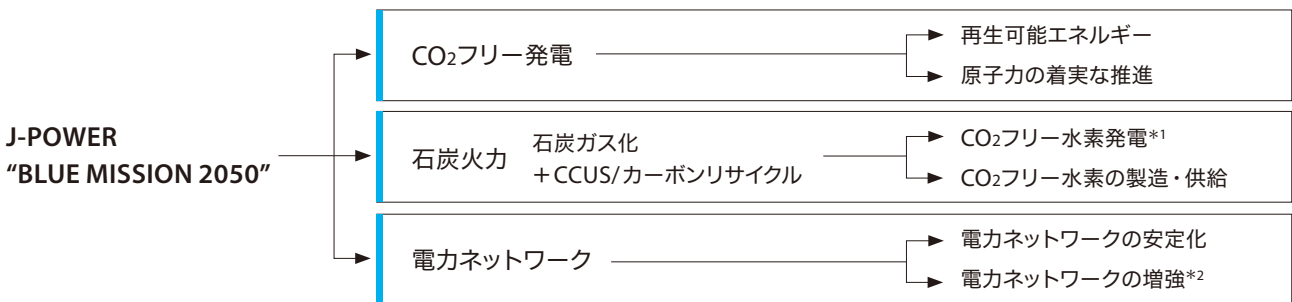 J-POWER
“BLUE MISSION 2050”
CO2フリー発電
再生可能エネルギー
原子力の着実な推進
石炭火力
石炭ガス化
＋CCUS/カーボンリサイクル
CO2フリー水素発電*1
CO2フリー水素の製造・供給
電力ネットワーク
電力ネットワークの安定化
電力ネットワークの増強*2